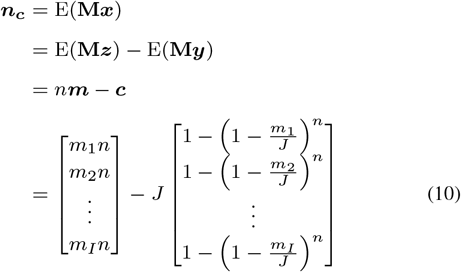 n_c = E(Mx)
= E(Mz) − E(My)
= nm − c
= [m_1 n; m_2 n; ⋮; m_I n] − J [1 − (1 − m_1/J)^n; 1 − (1 − m_2/J)^n; ⋮; 1 − (1 − m_I/J)^n] (10)